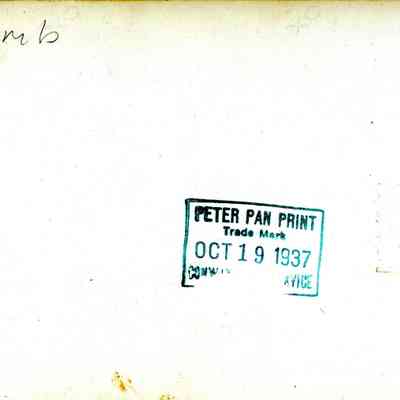 mb
PETER PAN PRINT
Trade Mark
OCT 19 1937